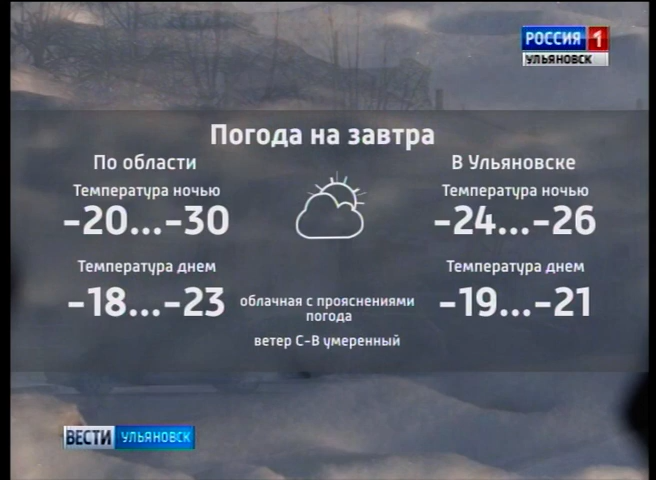 РОССИЯ 1
УЛЬЯНОВСК
Погода на завтра
По области
Температура ночью
-20...-30
Температура днем
-18...-23
облачная с прояснениями
погода
ветер С-В умеренный
В Ульяновске
Температура ночью
-24...-26
Температура днем
-19...-21
ВЕСТИ УЛЬЯНОВСК